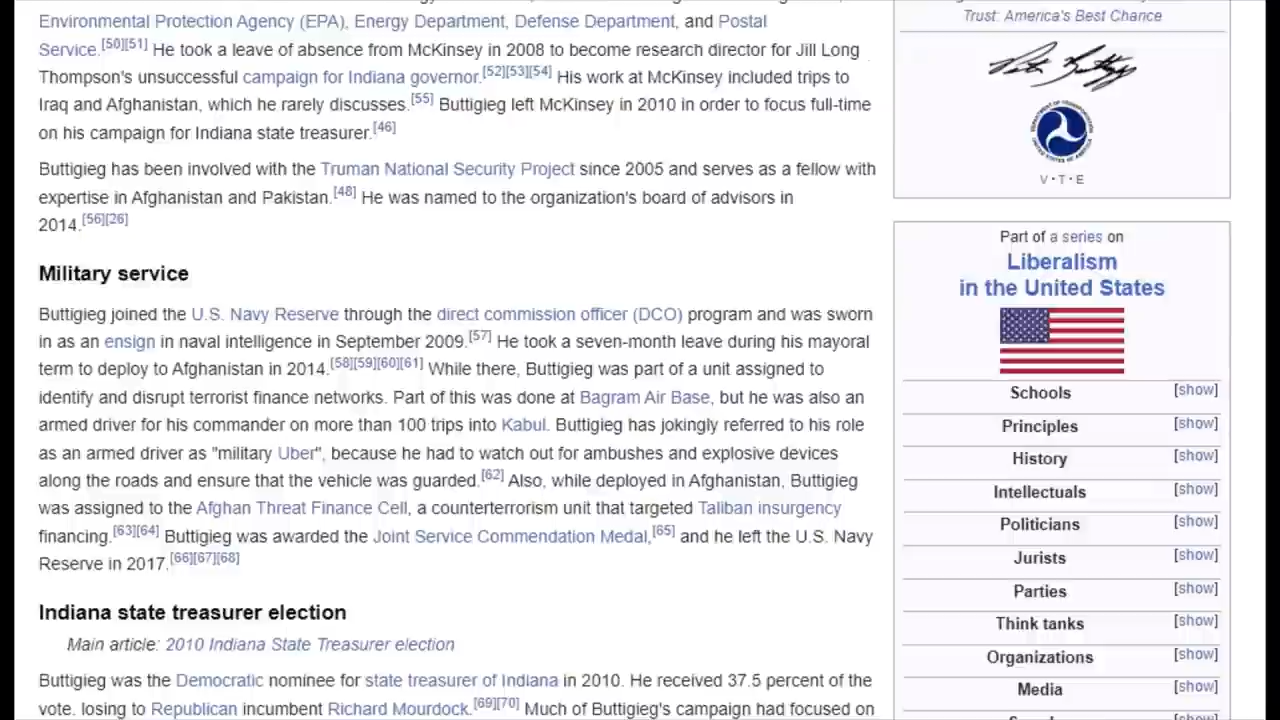 Environmental Protection Agency (EPA), Energy Department, Defense Department, and Postal
Service.[50][51] He took a leave of absence from McKinsey in 2008 to become research director for Jill Long
Thompson's unsuccessful campaign for Indiana governor.[52][53][54] His work at McKinsey included trips to
Iraq and Afghanistan, which he rarely discusses.[55] Buttigieg left McKinsey in 2010 in order to focus full-time
on his campaign for Indiana state treasurer.[46]
Buttigieg has been involved with the Truman National Security Project since 2005 and serves as a fellow with
expertise in Afghanistan and Pakistan.[48] He was named to the organization's board of advisors in
2014.[56][26]
Military service
Buttigieg joined the U.S. Navy Reserve through the direct commission officer (DCO) program and was sworn
in as an ensign in naval intelligence in September 2009.[57] He took a seven-month leave during his mayoral
term to deploy to Afghanistan in 2014.[58][59][60][61] While there, Buttigieg was part of a unit assigned to
identify and disrupt terrorist finance networks. Part of this was done at Bagram Air Base, but he was also an
armed driver for his commander on more than 100 trips into Kabul. Buttigieg has jokingly referred to his role
as an armed driver as "military Uber", because he had to watch out for ambushes and explosive devices
along the roads and ensure that the vehicle was guarded.[62] Also, while deployed in Afghanistan, Buttigieg
was assigned to the Afghan Threat Finance Cell, a counterterrorism unit that targeted Taliban insurgency
financing.[63][64] Buttigieg was awarded the Joint Service Commendation Medal,[65] and he left the U.S. Navy
Reserve in 2017.[66][67][68]
Indiana state treasurer election
Main article: 2010 Indiana State Treasurer election
Buttigieg was the Democratic nominee for state treasurer of Indiana in 2010. He received 37.5 percent of the
vote, losing to Republican incumbent Richard Mourdock.[69][70] Much of Buttigieg's campaign had focused on
Trust: America's Best Chance
V · T · E
Part of a series on
Liberalism
in the United States
Schools [show]
Principles [show]
History [show]
Intellectuals [show]
Politicians [show]
Jurists [show]
Parties [show]
Think tanks [show]
Organizations [show]
Media [show]